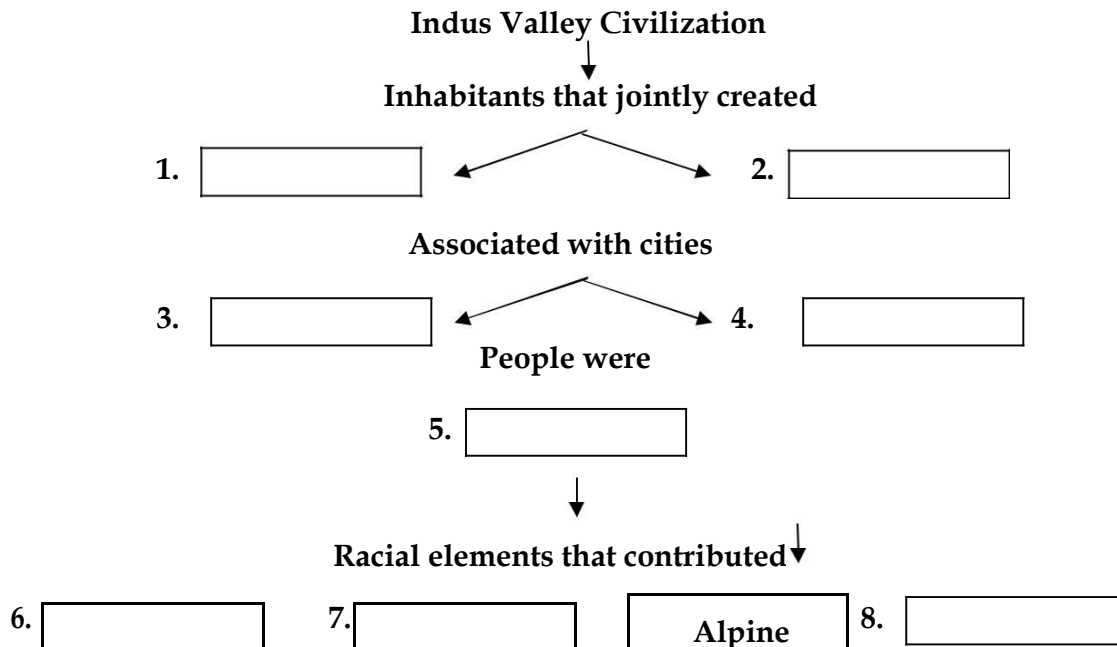 Indus Valley Civilization
Inhabitants that jointly created
1. 2.
Associated with cities
3. 4.
People were
5.
Racial elements that contributed
6. 7. Alpine 8.